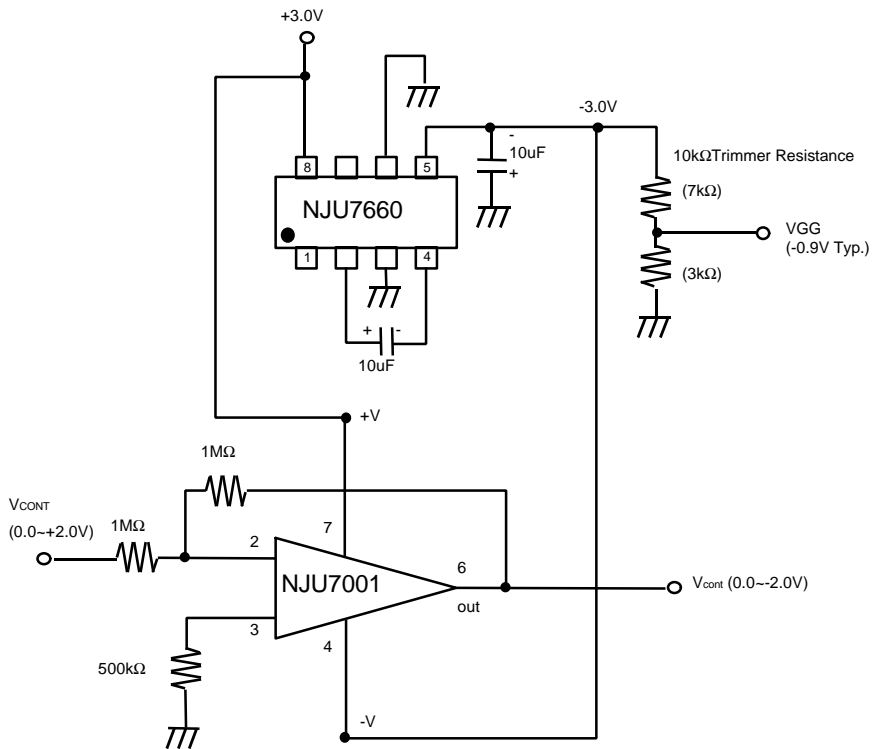 +3.0V
-3.0V
-
10uF
+
10kΩTrimmer Resistance
(7kΩ)
VGG
(-0.9V Typ.)
(3kΩ)
8
5
NJU7660
1
4
+ -
10uF
+V
1MΩ
VCONT
(0.0~+2.0V)
1MΩ
7
2
6
NJU7001
out
Vcont (0.0~-2.0V)
3
4
500kΩ
-V